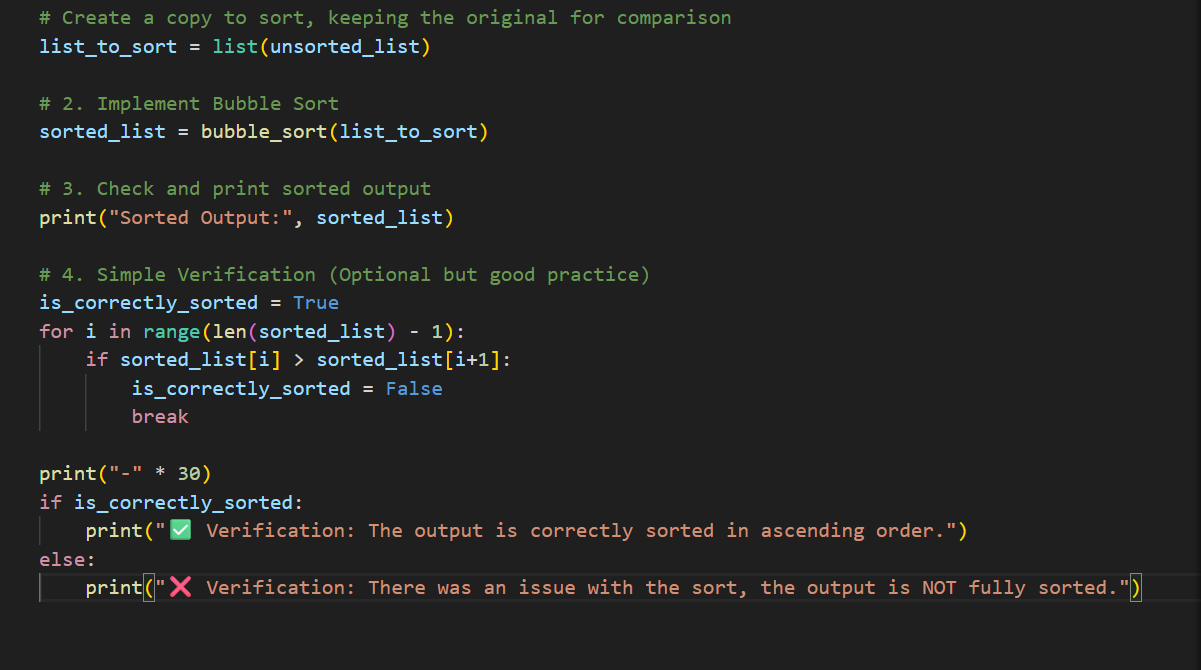 # Create a copy to sort, keeping the original for comparison
list_to_sort = list(unsorted_list)

# 2. Implement Bubble Sort
sorted_list = bubble_sort(list_to_sort)

# 3. Check and print sorted output
print("Sorted Output:", sorted_list)

# 4. Simple Verification (Optional but good practice)
is_correctly_sorted = True
for i in range(len(sorted_list) - 1):
    if sorted_list[i] > sorted_list[i+1]:
        is_correctly_sorted = False
        break

print("-" * 30)
if is_correctly_sorted:
    print("✅ Verification: The output is correctly sorted in ascending order.")
else:
    print("❌ Verification: There was an issue with the sort, the output is NOT fully sorted.")